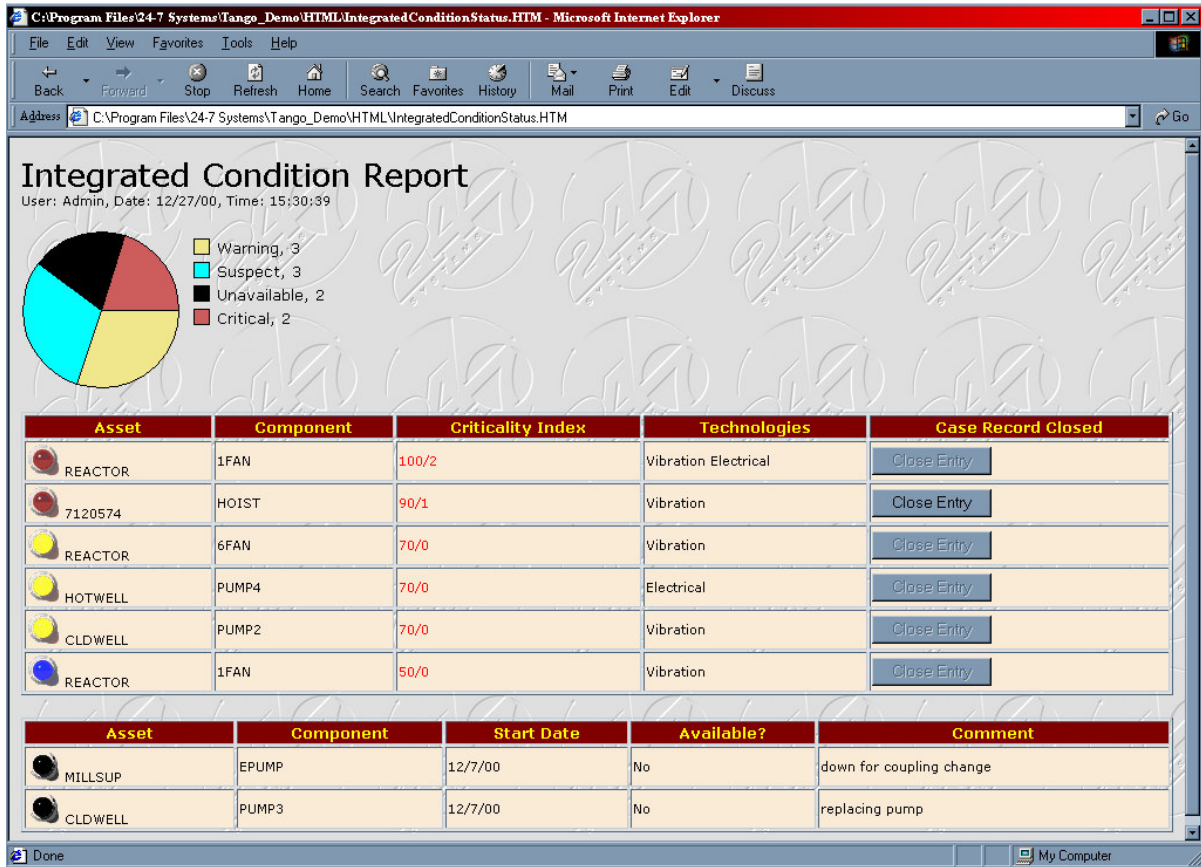 C:\Program Files\24-7 Systems\Tango_Demo\HTML\IntegratedConditionStatus.HTM - Microsoft Internet Explorer
File Edit View Favorites Tools Help
Back Forward Stop Refresh Home Search Favorites History Mail Print Edit Discuss
Address C:\Program Files\24-7 Systems\Tango_Demo\HTML\IntegratedConditionStatus.HTM Go
Integrated Condition Report
User: Admin, Date: 12/27/00, Time: 15:30:39
Warning, 3
Suspect, 3
Unavailable, 2
Critical, 2
Asset Component Criticality Index Technologies Case Record Closed
REACTOR 1FAN 100/2 Vibration Electrical Close Entry
7120574 HOIST 90/1 Vibration Close Entry
REACTOR 6FAN 70/0 Vibration Close Entry
HOTWELL PUMP4 70/0 Electrical Close Entry
CLDWELL PUMP2 70/0 Vibration Close Entry
REACTOR 1FAN 50/0 Vibration Close Entry
Asset Component Start Date Available? Comment
MILLSUP EPUMP 12/7/00 No down for coupling change
CLDWELL PUMP3 12/7/00 No replacing pump
Done My Computer